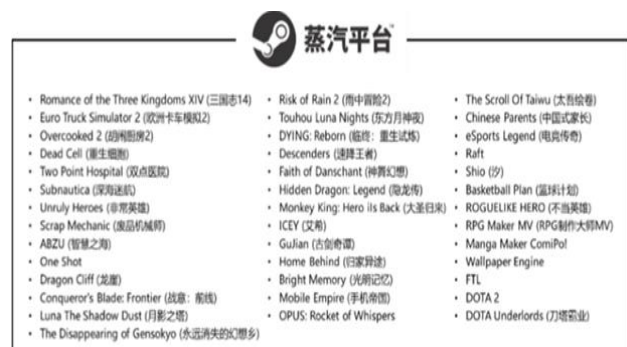 蒸汽平台™
• Romance of the Three Kingdoms XIV (三国志14)
• Euro Truck Simulator 2 (欧洲卡车模拟2)
• Overcooked 2 (胡闹厨房2)
• Dead Cell (重生细胞)
• Two Point Hospital (双点医院)
• Subnautica (深海迷航)
• Unruly Heroes (非常英雄)
• Scrap Mechanic (废品机械师)
• ABZU (智慧之海)
• One Shot
• Dragon Cliff (龙崖)
• Conqueror's Blade: Frontier (战意：前线)
• Luna The Shadow Dust (月影之塔)
• The Disappearing of Gensokyo (永远消失的幻想乡)
• Risk of Rain 2 (雨中冒险2)
• Touhou Luna Nights (东方月神夜)
• DYING: Reborn (临终：重生试炼)
• Descenders (速降王者)
• Faith of Danschant (神舞幻想)
• Hidden Dragon: Legend (隐龙传)
• Monkey King: Hero iIs Back (大圣归来)
• ICEY (艾希)
• GuJian (古剑奇谭)
• Home Behind (归家异途)
• Bright Memory (光明记忆)
• Mobile Empire (手机帝国)
• OPUS: Rocket of Whispers
• The Scroll Of Taiwu (太吾绘卷)
• Chinese Parents (中国式家长)
• eSports Legend (电竞传奇)
• Raft
• Shio (汐)
• Basketball Plan (篮球计划)
• ROGUELIKE HERO (不当英雄)
• RPG Maker MV (RPG制作大师MV)
• Manga Maker ComiPo!
• Wallpaper Engine
• FTL
• DOTA 2
• DOTA Underlords (刀塔霸业)